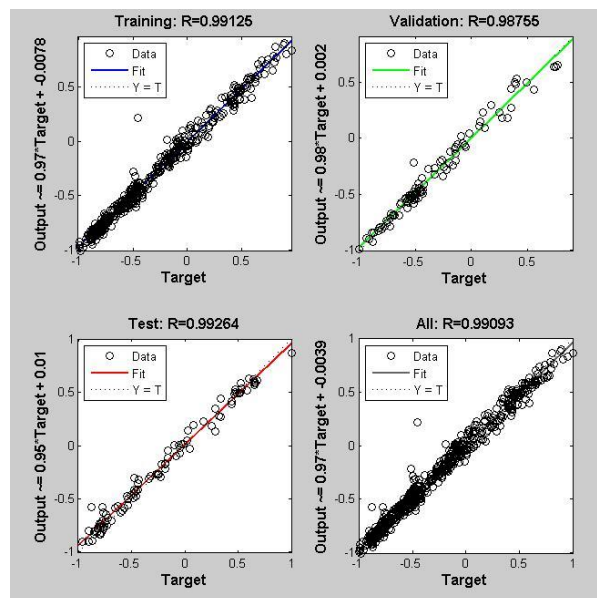 Training: R=0.99125
Output ~= 0.97*Target + -0.0078
Data
Fit
Y = T
0.5
0
-0.5
-1
-1
-0.5
0
0.5
Target
Validation: R=0.98755
Output ~= 0.98*Target + 0.002
Data
Fit
Y = T
0.5
0
-0.5
-1
-1
-0.5
0
0.5
Target
Test: R=0.99264
Output ~= 0.95*Target + 0.01
Data
Fit
Y = T
1
0.5
0
-0.5
-1
-1
-0.5
0
0.5
1
Target
All: R=0.99093
Output ~= 0.97*Target + -0.0039
Data
Fit
Y = T
1
0.5
0
-0.5
-1
-1
-0.5
0
0.5
1
Target